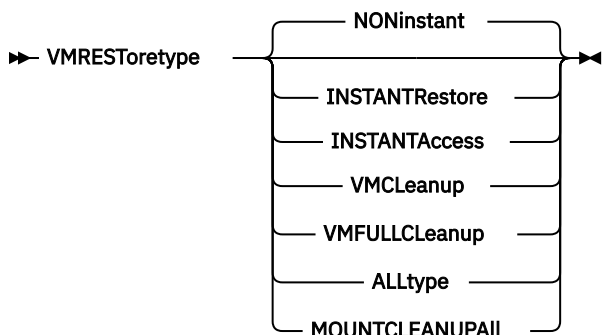 NONinstant
VMRESToretype
INSTANTRestore
INSTANTAccess
VMCLeanup
VMFULLCLeanup
ALLtype
MOUNTCLEANUPAll